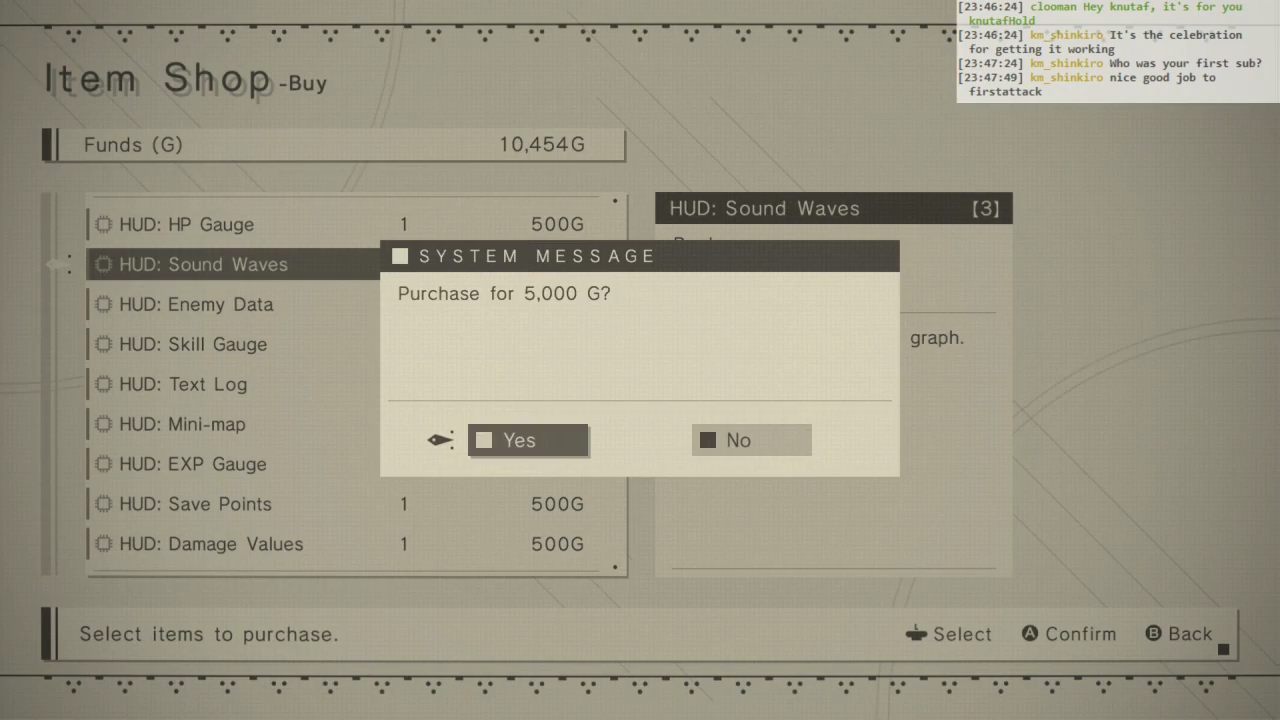 [23:46:24] clooman Hey knutaf, it's for you
knutafHold
[23:46:24] km_shinkiro It's the celebration
for getting it working
[23:47:24] km_shinkiro Who was your first sub?
[23:47:49] km_shinkiro nice good job to
firstattack
Item Shop -Buy
Funds (G) 10,454G
HUD: HP Gauge 1 500G
HUD: Sound Waves
HUD: Enemy Data
HUD: Skill Gauge
HUD: Text Log
HUD: Mini-map
HUD: EXP Gauge
HUD: Save Points 1 500G
HUD: Damage Values 1 500G
HUD: Sound Waves [3]
graph.
SYSTEM MESSAGE
Purchase for 5,000 G?
Yes No
Select items to purchase.
Select A Confirm B Back